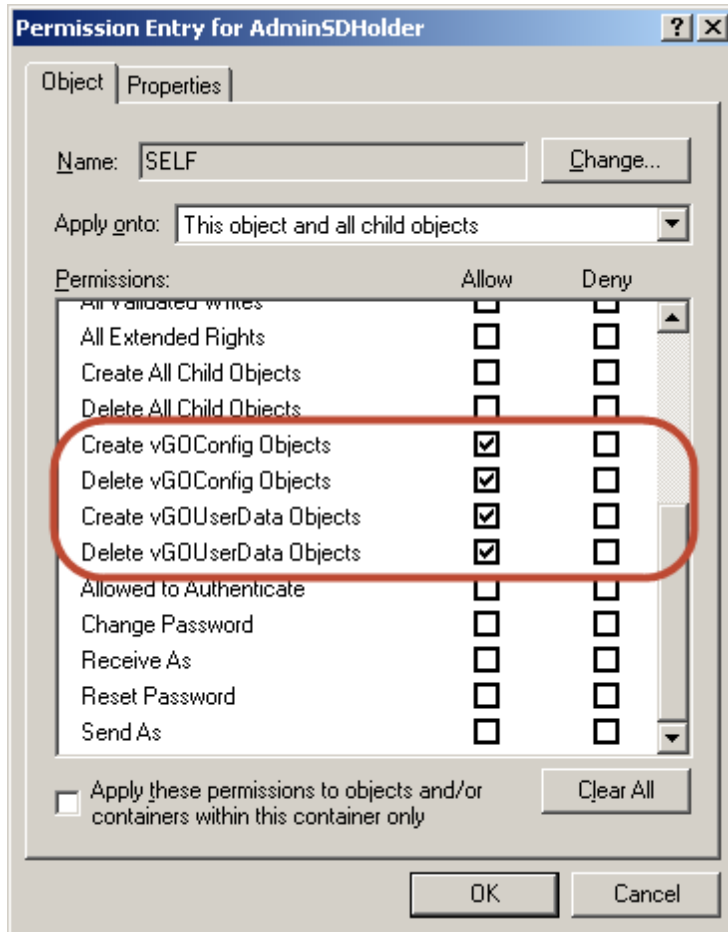 Permission Entry for AdminSDHolder
Object Properties
Name: SELF Change...
Apply onto: This object and all child objects
Permissions: Allow Deny
All Validated Writes
All Extended Rights
Create All Child Objects
Delete All Child Objects
Create vGOConfig Objects
Delete vGOConfig Objects
Create vGOUserData Objects
Delete vGOUserData Objects
Allowed to Authenticate
Change Password
Receive As
Reset Password
Send As
Apply these permissions to objects and/or Clear All
containers within this container only
OK Cancel